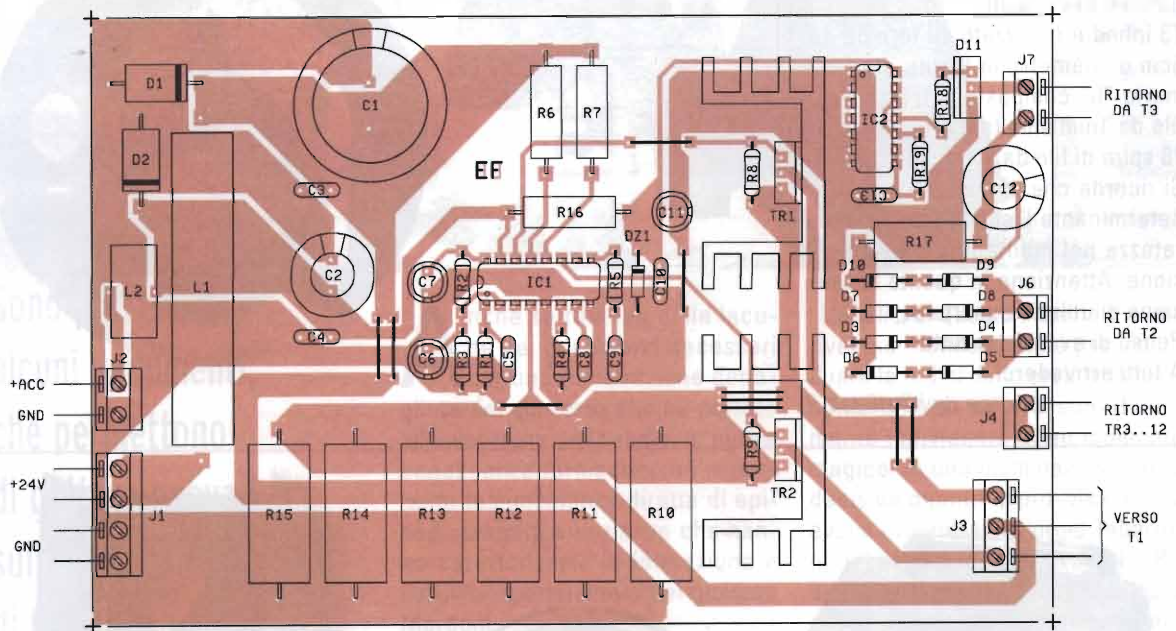 D1
D2
C1
C3
L2
L1
C2
C4
J2
+ACC
GND
+24V
GND
J1
EF
R6
R7
R16
C7
R2
IC1
R5
DZ1
C11
C10
C6
R3
R1
C5
R4
C8
C9
R15
R14
R13
R12
R11
R10
R8
TR1
R9
TR2
IC2
R18
D11
R19
C13
C12
R17
D10
D9
D7
D8
D3
D4
D6
D5
J7
RITORNO
DA T3
J6
RITORNO
DA T2
J4
RITORNO
TR3..12
J3
VERSO
T1